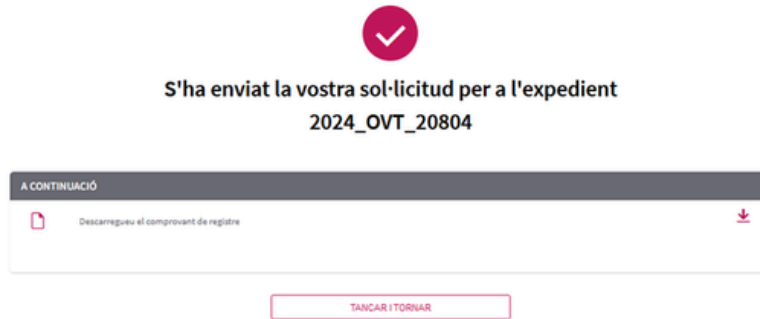 S'ha enviat la vostra sol·licitud per a l'expedient
2024_OVT_20804
A CONTINUACIÓ
Descarregueu el comprovant de registre
TANCAR I TORNAR